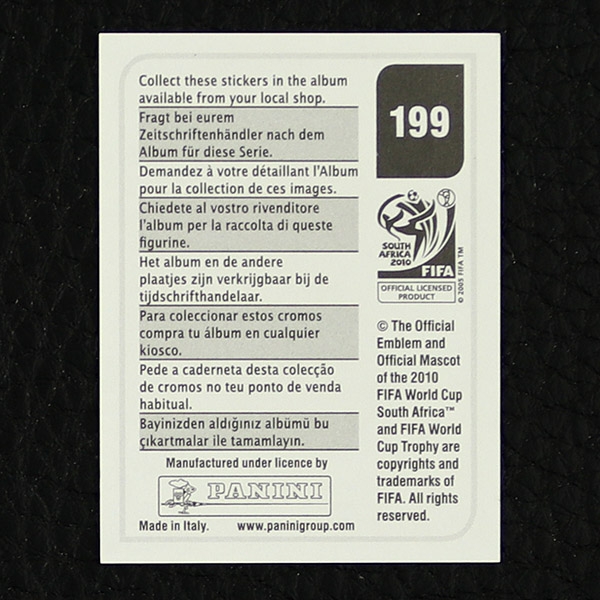 Collect these stickers in the album
available from your local shop.
Fragt bei eurem
Zeitschriftenhändler nach dem
Album für diese Serie.
Demandez à votre détaillant l'Album
pour la collection de ces images.
Chiedete al vostro rivenditore
l'album per la raccolta di queste
figurine.
Het album en de andere
plaatjes zijn verkrijgbaar bij de
tijdschrifthandelaar.
Para coleccionar estos cromos
compra tu álbum en cualquier
kiosco.
Pede a caderneta desta colecção
de cromos no teu ponto de venda
habitual.
Bayinizden aldığınız albümü bu
çıkartmalar ile tamamlayın.
Manufactured under licence by
PANINI
Made in Italy. www.paninigroup.com
199
SOUTH
AFRICA
2010
FIFA
© 2005 FIFA TM
OFFICIAL LICENSED
PRODUCT
© The Official
Emblem and
Official Mascot
of the 2010
FIFA World Cup
South Africa™
and FIFA World
Cup Trophy are
copyrights and
trademarks of
FIFA. All rights
reserved.